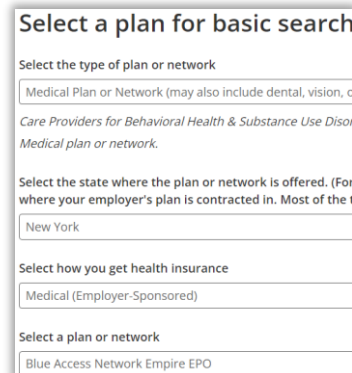 Select a plan for basic search
Select the type of plan or network
Medical Plan or Network (may also include dental, vision,
Care Providers for Behavioral Health & Substance Use
Medical plan or network.
Select the state where the plan or network is offered. (For
where your employer's plan is contracted in. Most of the
New York
Select how you get health insurance
Medical (Employer-Sponsored)
Select a plan or network
Blue Access Network Empire EPO